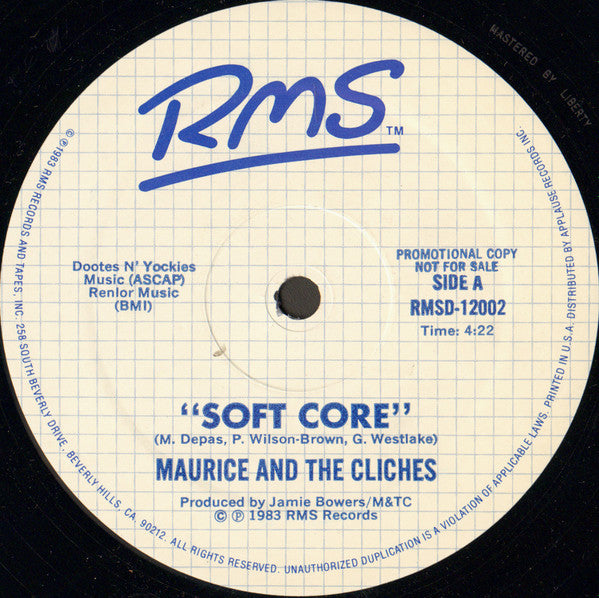 RMS TM
MASTERED BY LIBERTY
Dootes N' Yockies
Music (ASCAP)
Renlor Music
(BMI)
PROMOTIONAL COPY
NOT FOR SALE
SIDE A
RMSD-12002
Time: 4:22
"SOFT CORE"
(M. Depas, P. Wilson-Brown, G. Westlake)
MAURICE AND THE CLICHES
Produced by Jamie Bowers/M&TC
© ℗ 1983 RMS Records
©℗1983 RMS RECORDS AND TAPES, INC. 258 SOUTH BEVERLY DRIVE, BEVERLY HILLS, CA. 90212. ALL RIGHTS RESERVED. UNAUTHORIZED DUPLICATION IS A VIOLATION OF APPLICABLE LAWS. PRINTED IN U.S.A. DISTRIBUTED BY APPLAUSE RECORDS INC.